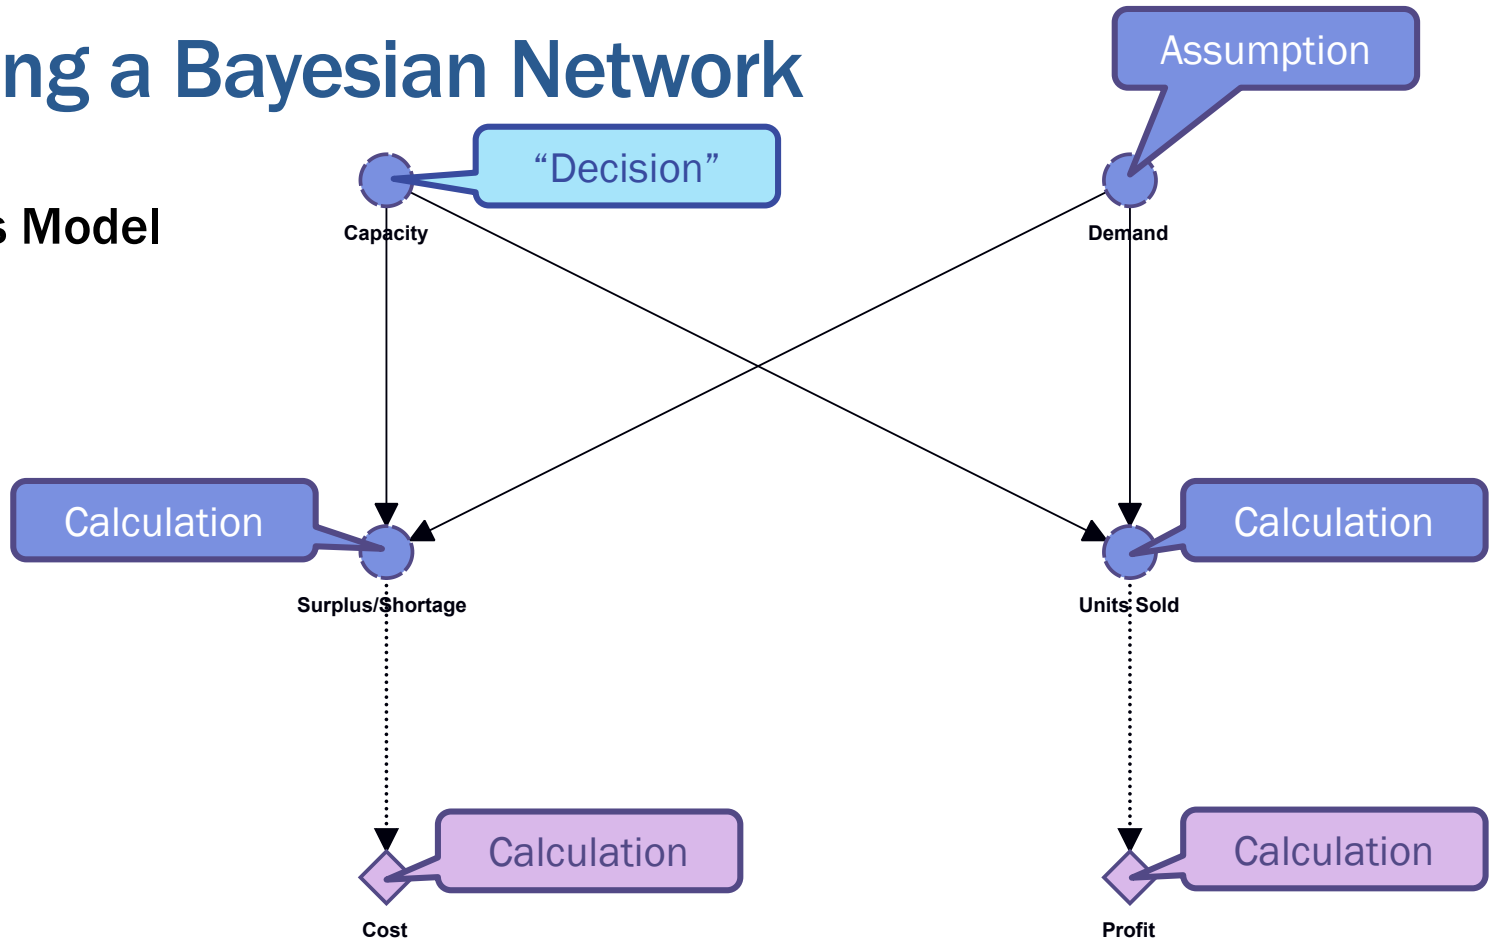 ng a Bayesian Network
Assumption
“Decision”
s Model
Capacity
Demand
Calculation
Calculation
Surplus/Shortage
Units Sold
Calculation
Calculation
Cost
Profit